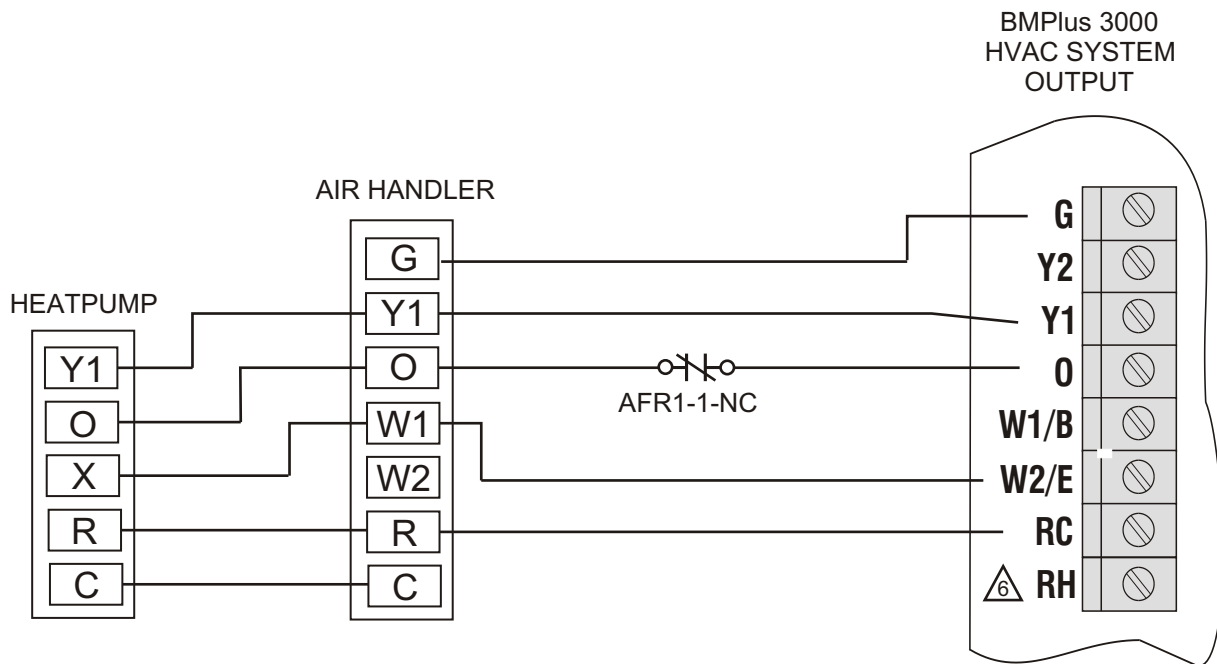 BMPlus 3000
HVAC SYSTEM
OUTPUT
AIR HANDLER
HEATPUMP
Y1
O
X
R
C
G
Y1
O
W1
W2
R
C
AFR1-1-NC
G
Y2
Y1
O
W1/B
W2/E
RC
6 RH